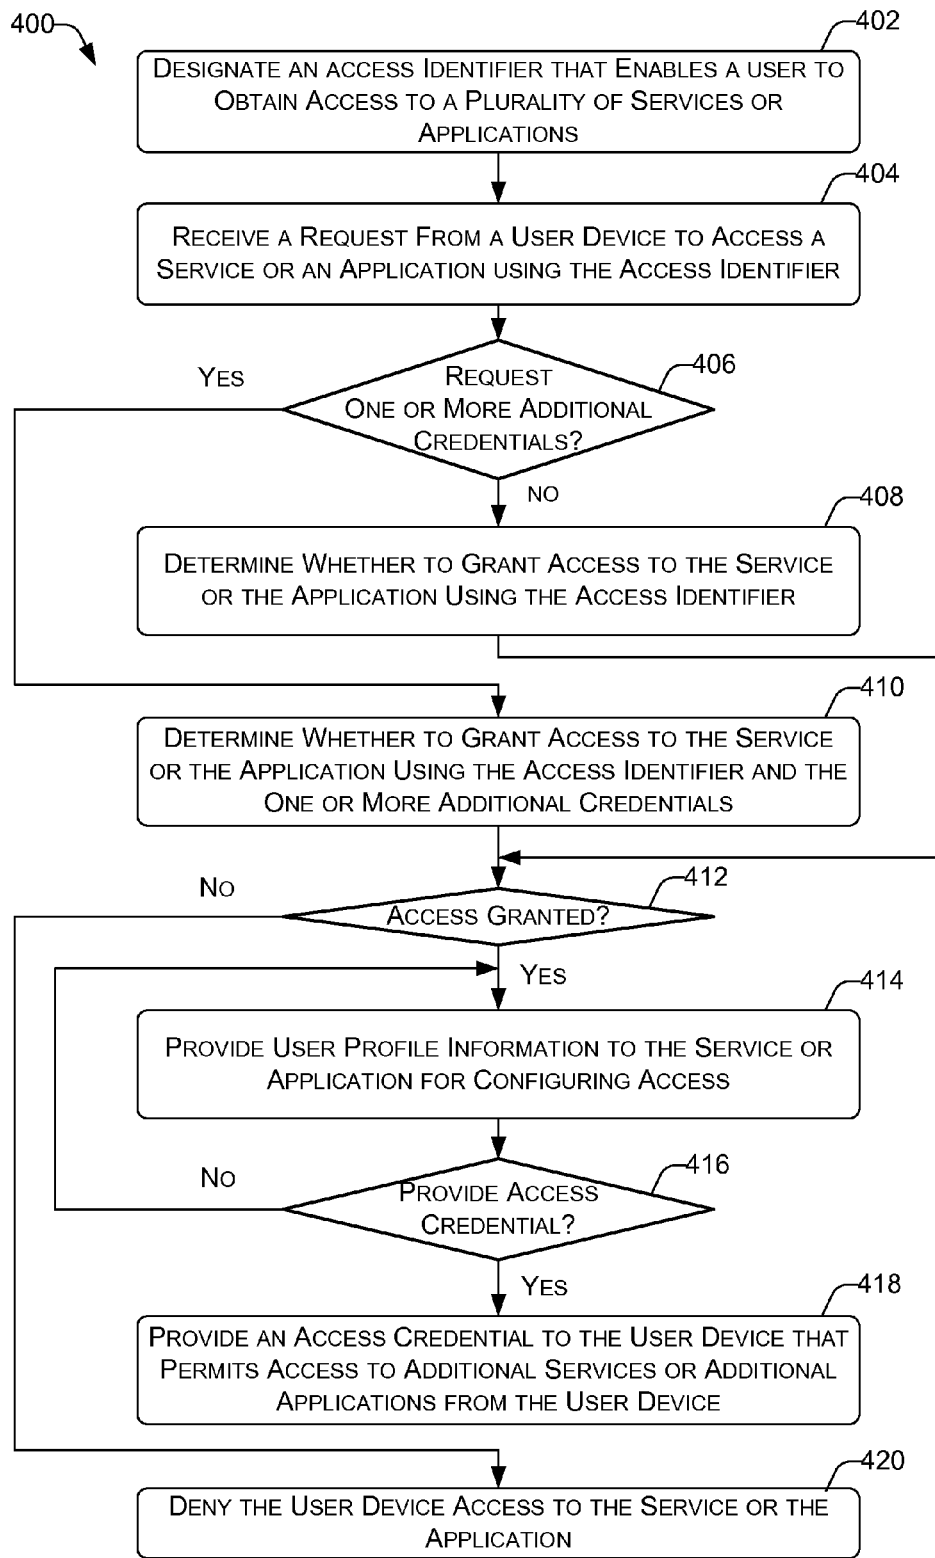 400
402
DESIGNATE AN ACCESS IDENTIFIER THAT ENABLES A USER TO
OBTAIN ACCESS TO A PLURALITY OF SERVICES OR
APPLICATIONS
404
RECEIVE A REQUEST FROM A USER DEVICE TO ACCESS A
SERVICE OR AN APPLICATION USING THE ACCESS IDENTIFIER
406
YES
REQUEST
ONE OR MORE ADDITIONAL
CREDENTIALS?
NO
408
DETERMINE WHETHER TO GRANT ACCESS TO THE SERVICE
OR THE APPLICATION USING THE ACCESS IDENTIFIER
410
DETERMINE WHETHER TO GRANT ACCESS TO THE SERVICE
OR THE APPLICATION USING THE ACCESS IDENTIFIER AND THE
ONE OR MORE ADDITIONAL CREDENTIALS
412
NO
ACCESS GRANTED?
YES
414
PROVIDE USER PROFILE INFORMATION TO THE SERVICE OR
APPLICATION FOR CONFIGURING ACCESS
416
NO
PROVIDE ACCESS
CREDENTIAL?
YES
418
PROVIDE AN ACCESS CREDENTIAL TO THE USER DEVICE THAT
PERMITS ACCESS TO ADDITIONAL SERVICES OR ADDITIONAL
APPLICATIONS FROM THE USER DEVICE
420
DENY THE USER DEVICE ACCESS TO THE SERVICE OR THE
APPLICATION